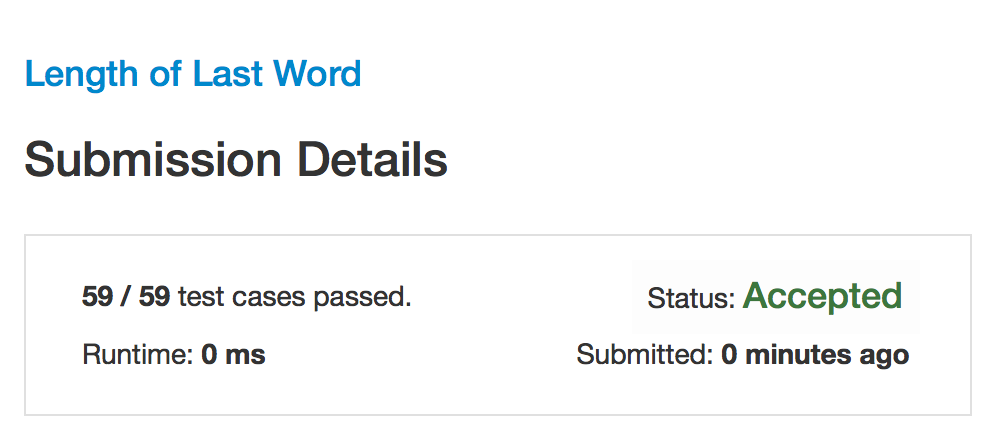 Length of Last Word
Submission Details
59 / 59 test cases passed.
Status: Accepted
Runtime: 0 ms
Submitted: 0 minutes ago